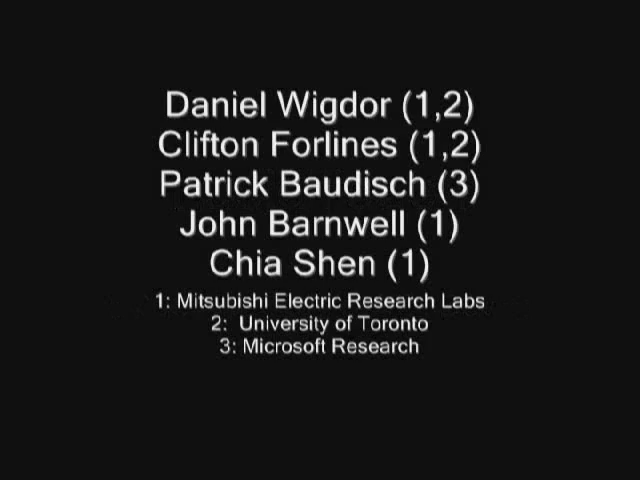 Daniel Wigdor (1,2)
Clifton Forlines (1,2)
Patrick Baudisch (3)
John Barnwell (1)
Chia Shen (1)
1: Mitsubishi Electric Research Labs
2: University of Toronto
3: Microsoft Research